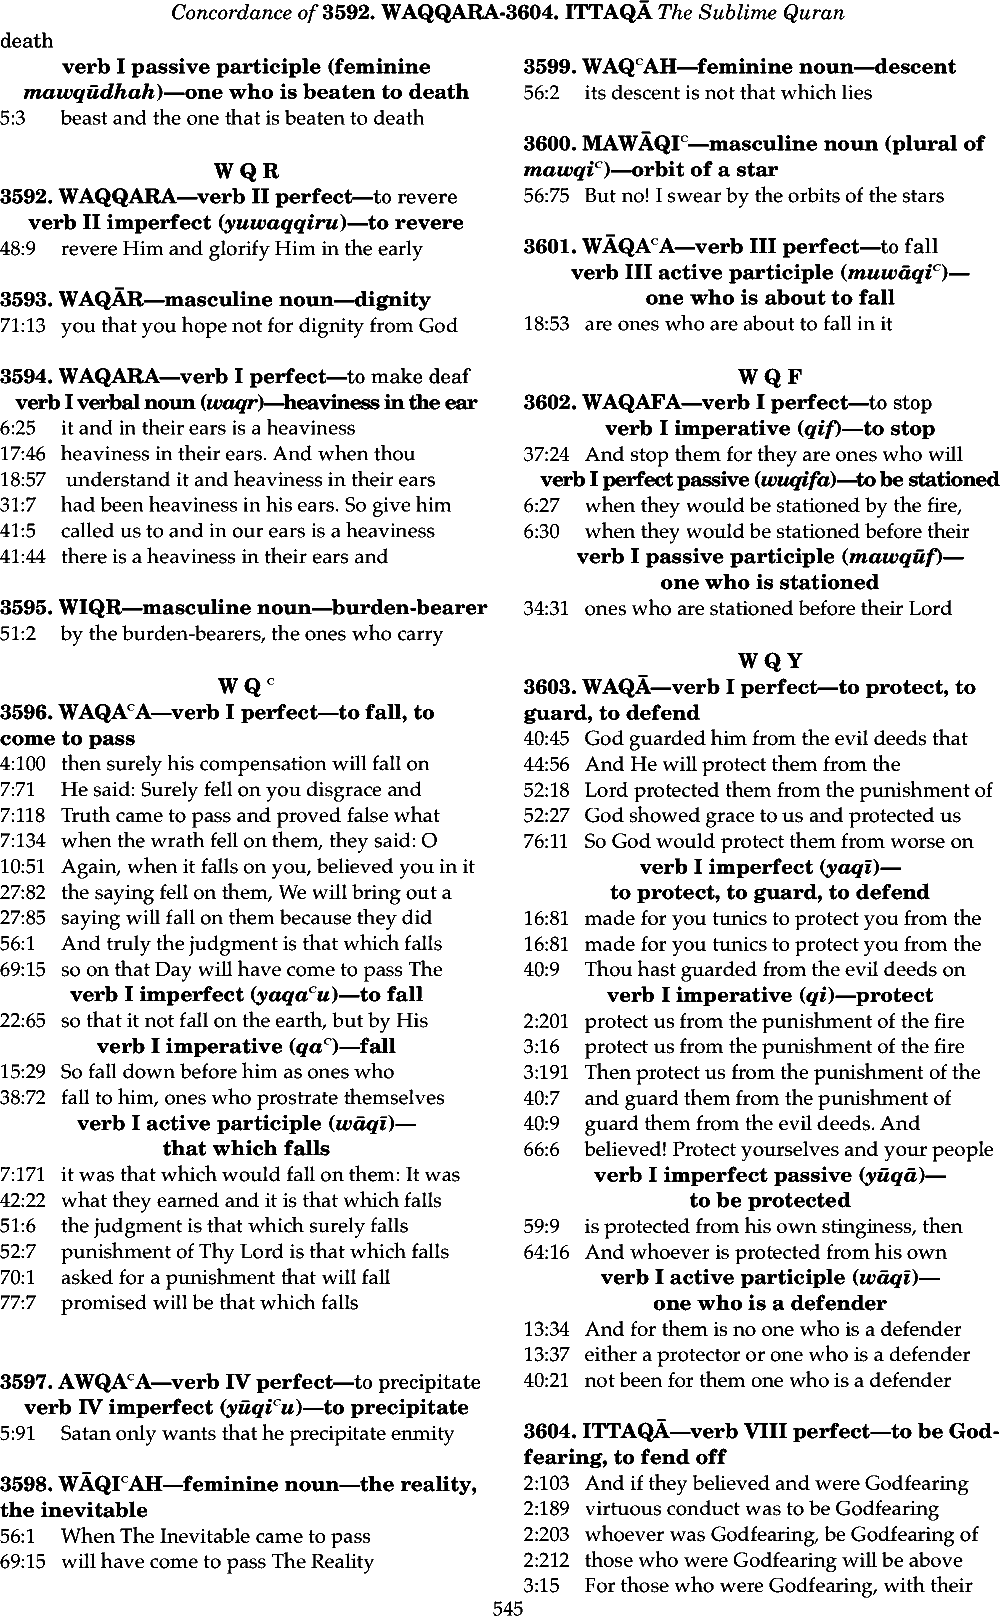 Concordance of 3592. WAQQARA-3604. ITTAQĀ The Sublime Quran
death
verb I passive participle (feminine
mawqūdhah)—one who is beaten to death
5:3 beast and the one that is beaten to death
W Q R
3592. WAQQARA—verb II perfect—to revere
verb II imperfect (yuwaqqiru)—to revere
48:9 revere Him and glorify Him in the early
3593. WAQĀR—masculine noun—dignity
71:13 you that you hope not for dignity from God
3594. WAQARA—verb I perfect—to make deaf
verb I verbal noun (waqr)—heaviness in the ear
6:25 it and in their ears is a heaviness
17:46 heaviness in their ears. And when thou
18:57 understand it and heaviness in their ears
31:7 had been heaviness in his ears. So give him
41:5 called us to and in our ears is a heaviness
41:44 there is a heaviness in their ears and
3595. WIQR—masculine noun—burden-bearer
51:2 by the burden-bearers, the ones who carry
W Q ᶜ
3596. WAQAᶜA—verb I perfect—to fall, to
come to pass
4:100 then surely his compensation will fall on
7:71 He said: Surely fell on you disgrace and
7:118 Truth came to pass and proved false what
7:134 when the wrath fell on them, they said: O
10:51 Again, when it falls on you, believed you in it
27:82 the saying fell on them, We will bring out a
27:85 saying will fall on them because they did
56:1 And truly the judgment is that which falls
69:15 so on that Day will have come to pass The
verb I imperfect (yaqaᶜu)—to fall
22:65 so that it not fall on the earth, but by His
verb I imperative (qaᶜ)—fall
15:29 So fall down before him as ones who
38:72 fall to him, ones who prostrate themselves
verb I active participle (wāqī)—
that which falls
7:171 it was that which would fall on them: It was
42:22 what they earned and it is that which falls
51:6 the judgment is that which surely falls
52:7 punishment of Thy Lord is that which falls
70:1 asked for a punishment that will fall
77:7 promised will be that which falls
3597. AWQAᶜA—verb IV perfect—to precipitate
verb IV imperfect (yūqiᶜu)—to precipitate
5:91 Satan only wants that he precipitate enmity
3598. WĀQIᶜAH—feminine noun—the reality,
the inevitable
56:1 When The Inevitable came to pass
69:15 will have come to pass The Reality
3599. WAQᶜAH—feminine noun—descent
56:2 its descent is not that which lies
3600. MAWĀQIᶜ—masculine noun (plural of
mawqiᶜ)—orbit of a star
56:75 But no! I swear by the orbits of the stars
3601. WĀQAᶜA—verb III perfect—to fall
verb III active participle (muwāqiᶜ)—
one who is about to fall
18:53 are ones who are about to fall in it
W Q F
3602. WAQAFA—verb I perfect—to stop
verb I imperative (qif)—to stop
37:24 And stop them for they are ones who will
verb I perfect passive (wuqifa)—to be stationed
6:27 when they would be stationed by the fire,
6:30 when they would be stationed before their
verb I passive participle (mawqūf)—
one who is stationed
34:31 ones who are stationed before their Lord
W Q Y
3603. WAQĀ—verb I perfect—to protect, to
guard, to defend
40:45 God guarded him from the evil deeds that
44:56 And He will protect them from the
52:18 Lord protected them from the punishment of
52:27 God showed grace to us and protected us
76:11 So God would protect them from worse on
verb I imperfect (yaqī)—
to protect, to guard, to defend
16:81 made for you tunics to protect you from the
16:81 made for you tunics to protect you from the
40:9 Thou hast guarded from the evil deeds on
verb I imperative (qi)—protect
2:201 protect us from the punishment of the fire
3:16 protect us from the punishment of the fire
3:191 Then protect us from the punishment of the
40:7 and guard them from the punishment of
40:9 guard them from the evil deeds. And
66:6 believed! Protect yourselves and your people
verb I imperfect passive (yūqā)—
to be protected
59:9 is protected from his own stinginess, then
64:16 And whoever is protected from his own
verb I active participle (wāqī)—
one who is a defender
13:34 And for them is no one who is a defender
13:37 either a protector or one who is a defender
40:21 not been for them one who is a defender
3604. ITTAQĀ—verb VIII perfect—to be God-
fearing, to fend off
2:103 And if they believed and were Godfearing
2:189 virtuous conduct was to be Godfearing
2:203 whoever was Godfearing, be Godfearing of
2:212 those who were Godfearing will be above
3:15 For those who were Godfearing, with their
545